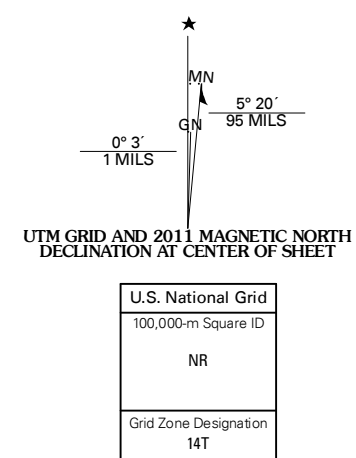 ★
MN
5° 20´
95 MILS
GN
0° 3´
1 MILS
UTM GRID AND 2011 MAGNETIC NORTH
DECLINATION AT CENTER OF SHEET
U.S. National Grid
100,000-m Square ID
NR
Grid Zone Designation
14T